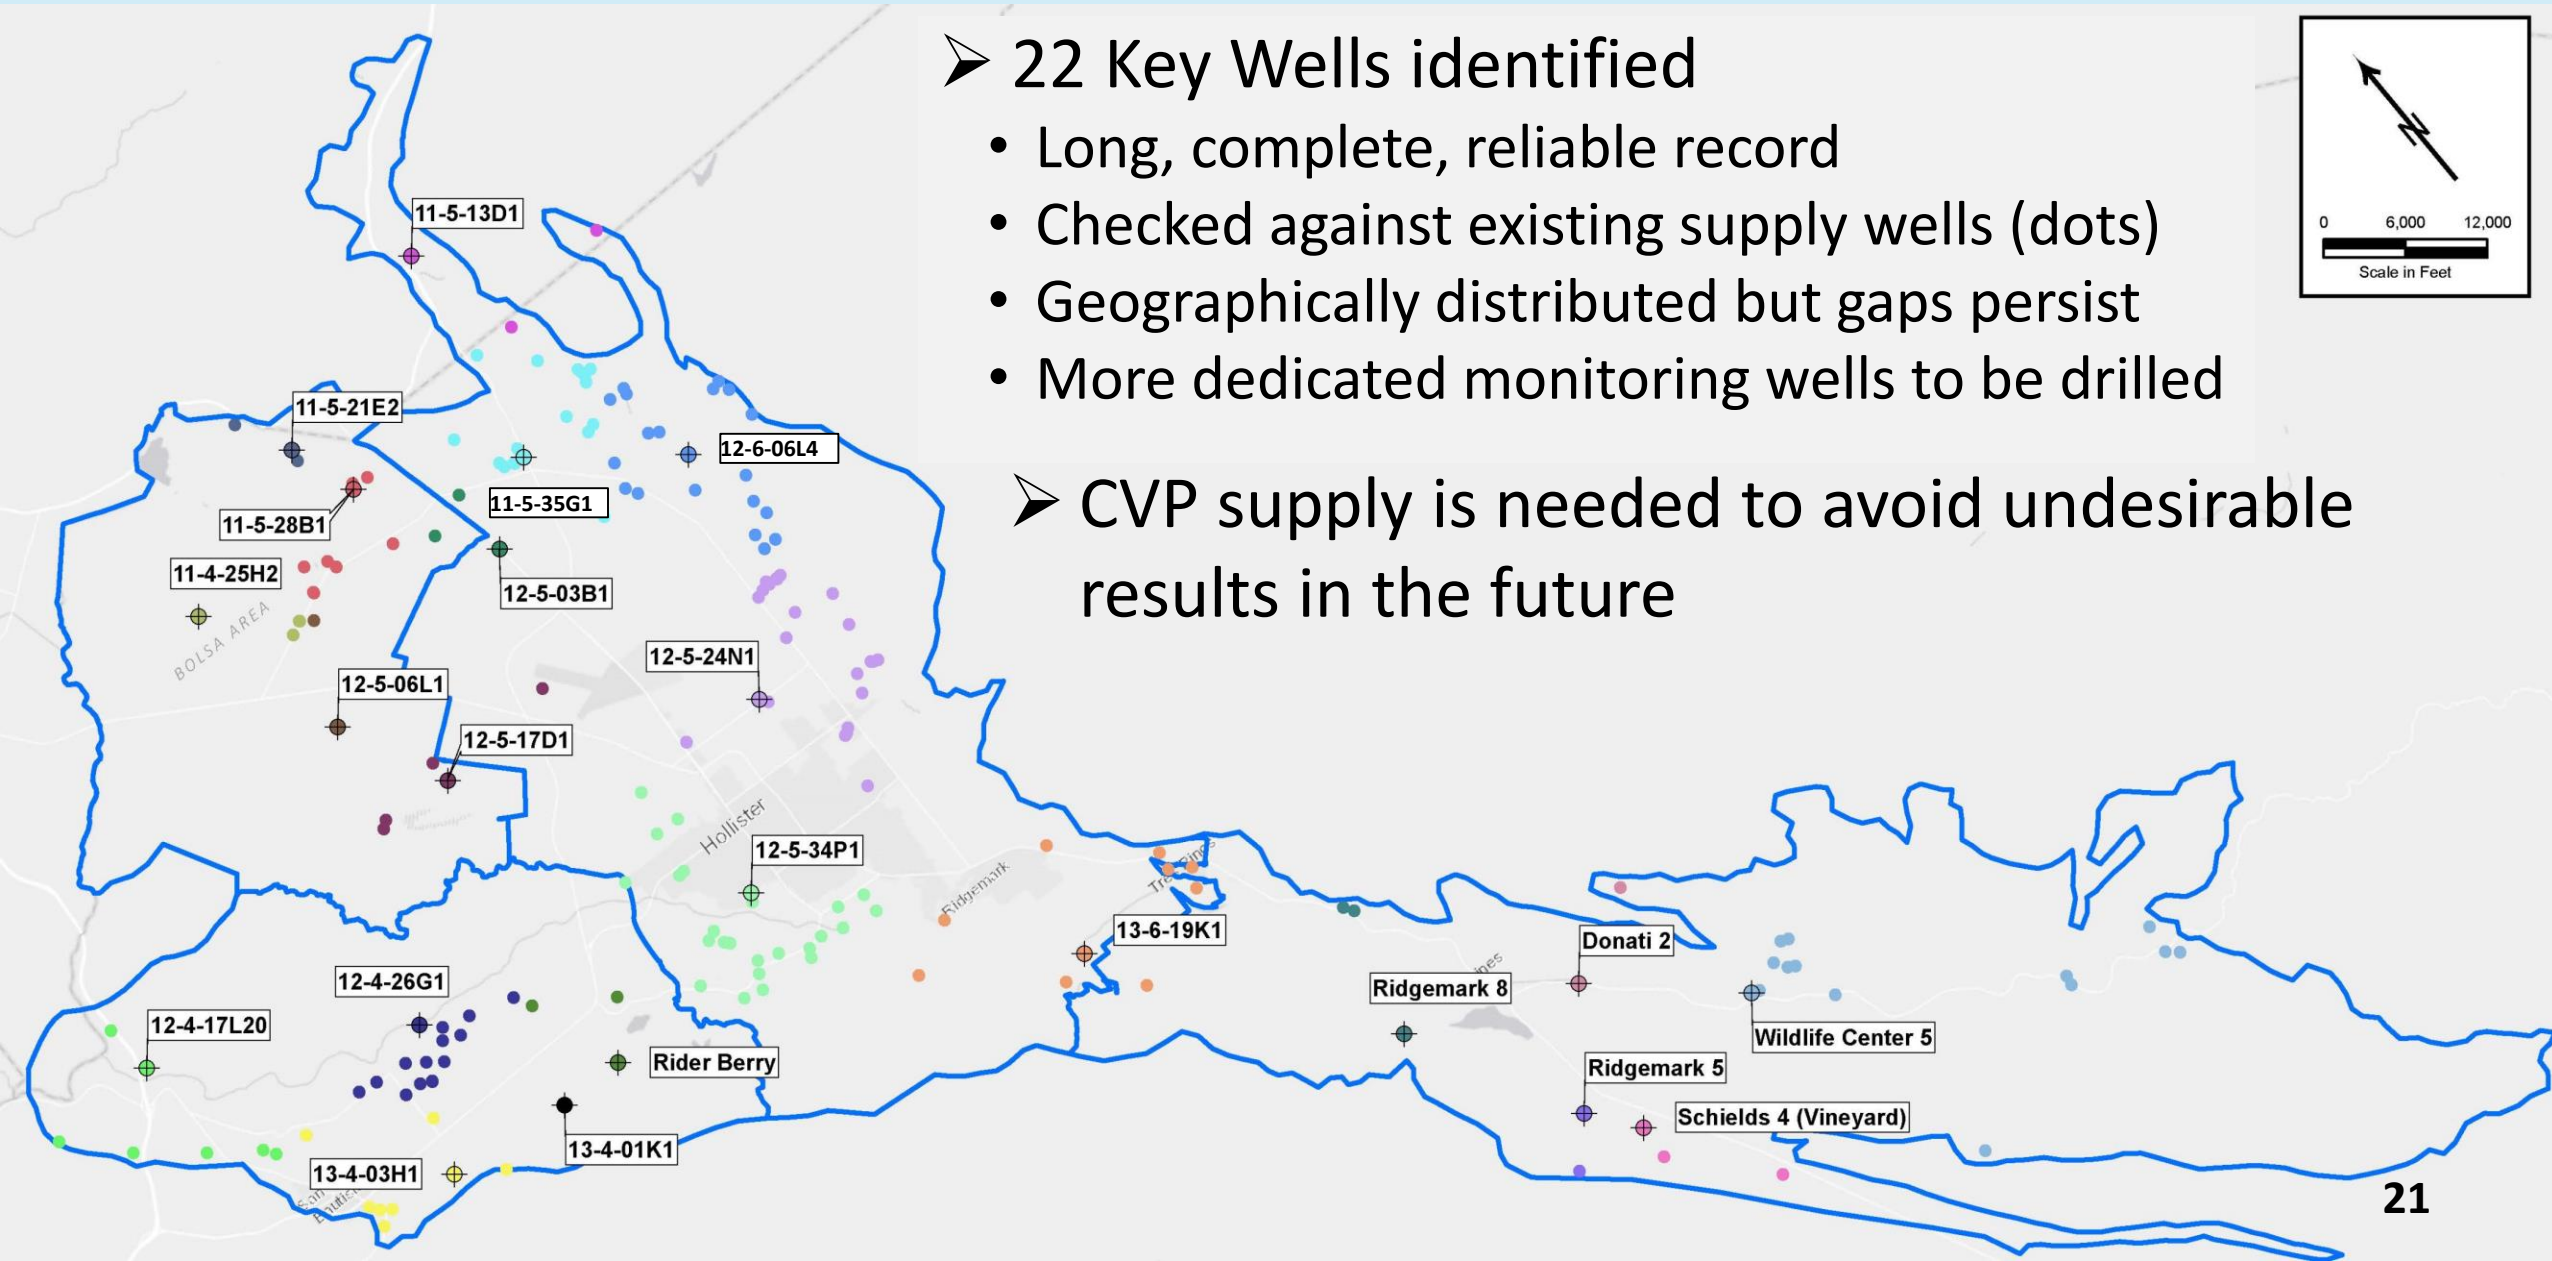 ➢ 22 Key Wells identified
• Long, complete, reliable record
• Checked against existing supply wells (dots)
• Geographically distributed but gaps persist
• More dedicated monitoring wells to be drilled
➢ CVP supply is needed to avoid undesirable
results in the future
N
0 6,000 12,000
Scale in Feet
11-5-13D1
11-5-21E2
12-6-06L4
11-5-35G1
11-5-28B1
11-4-25H2
12-5-03B1
BOLSA AREA
12-5-24N1
12-5-06L1
12-5-17D1
Hollister
12-5-34P1
Ridgemark
Tres Pinos
13-6-19K1
Donati 2
12-4-26G1
Ridgemark 8
12-4-17L20
Wildlife Center 5
Rider Berry
Ridgemark 5
Schields 4 (Vineyard)
13-4-01K1
13-4-03H1
San
21